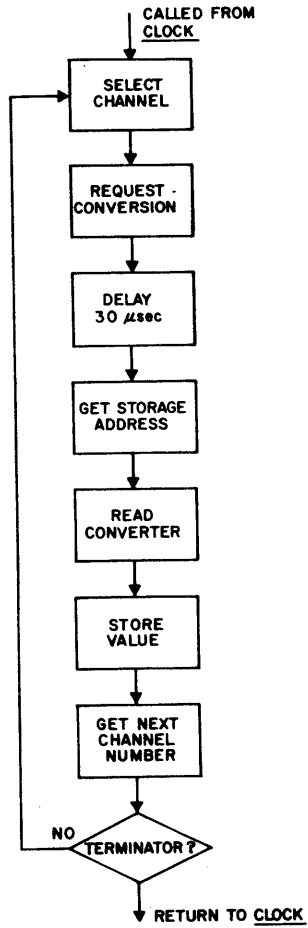 CALLED FROM
CLOCK
SELECT
CHANNEL
REQUEST -
CONVERSION
DELAY
30 µsec
GET STORAGE
ADDRESS
READ
CONVERTER
STORE
VALUE
GET NEXT
CHANNEL
NUMBER
NO
TERMINATOR?
RETURN TO CLOCK